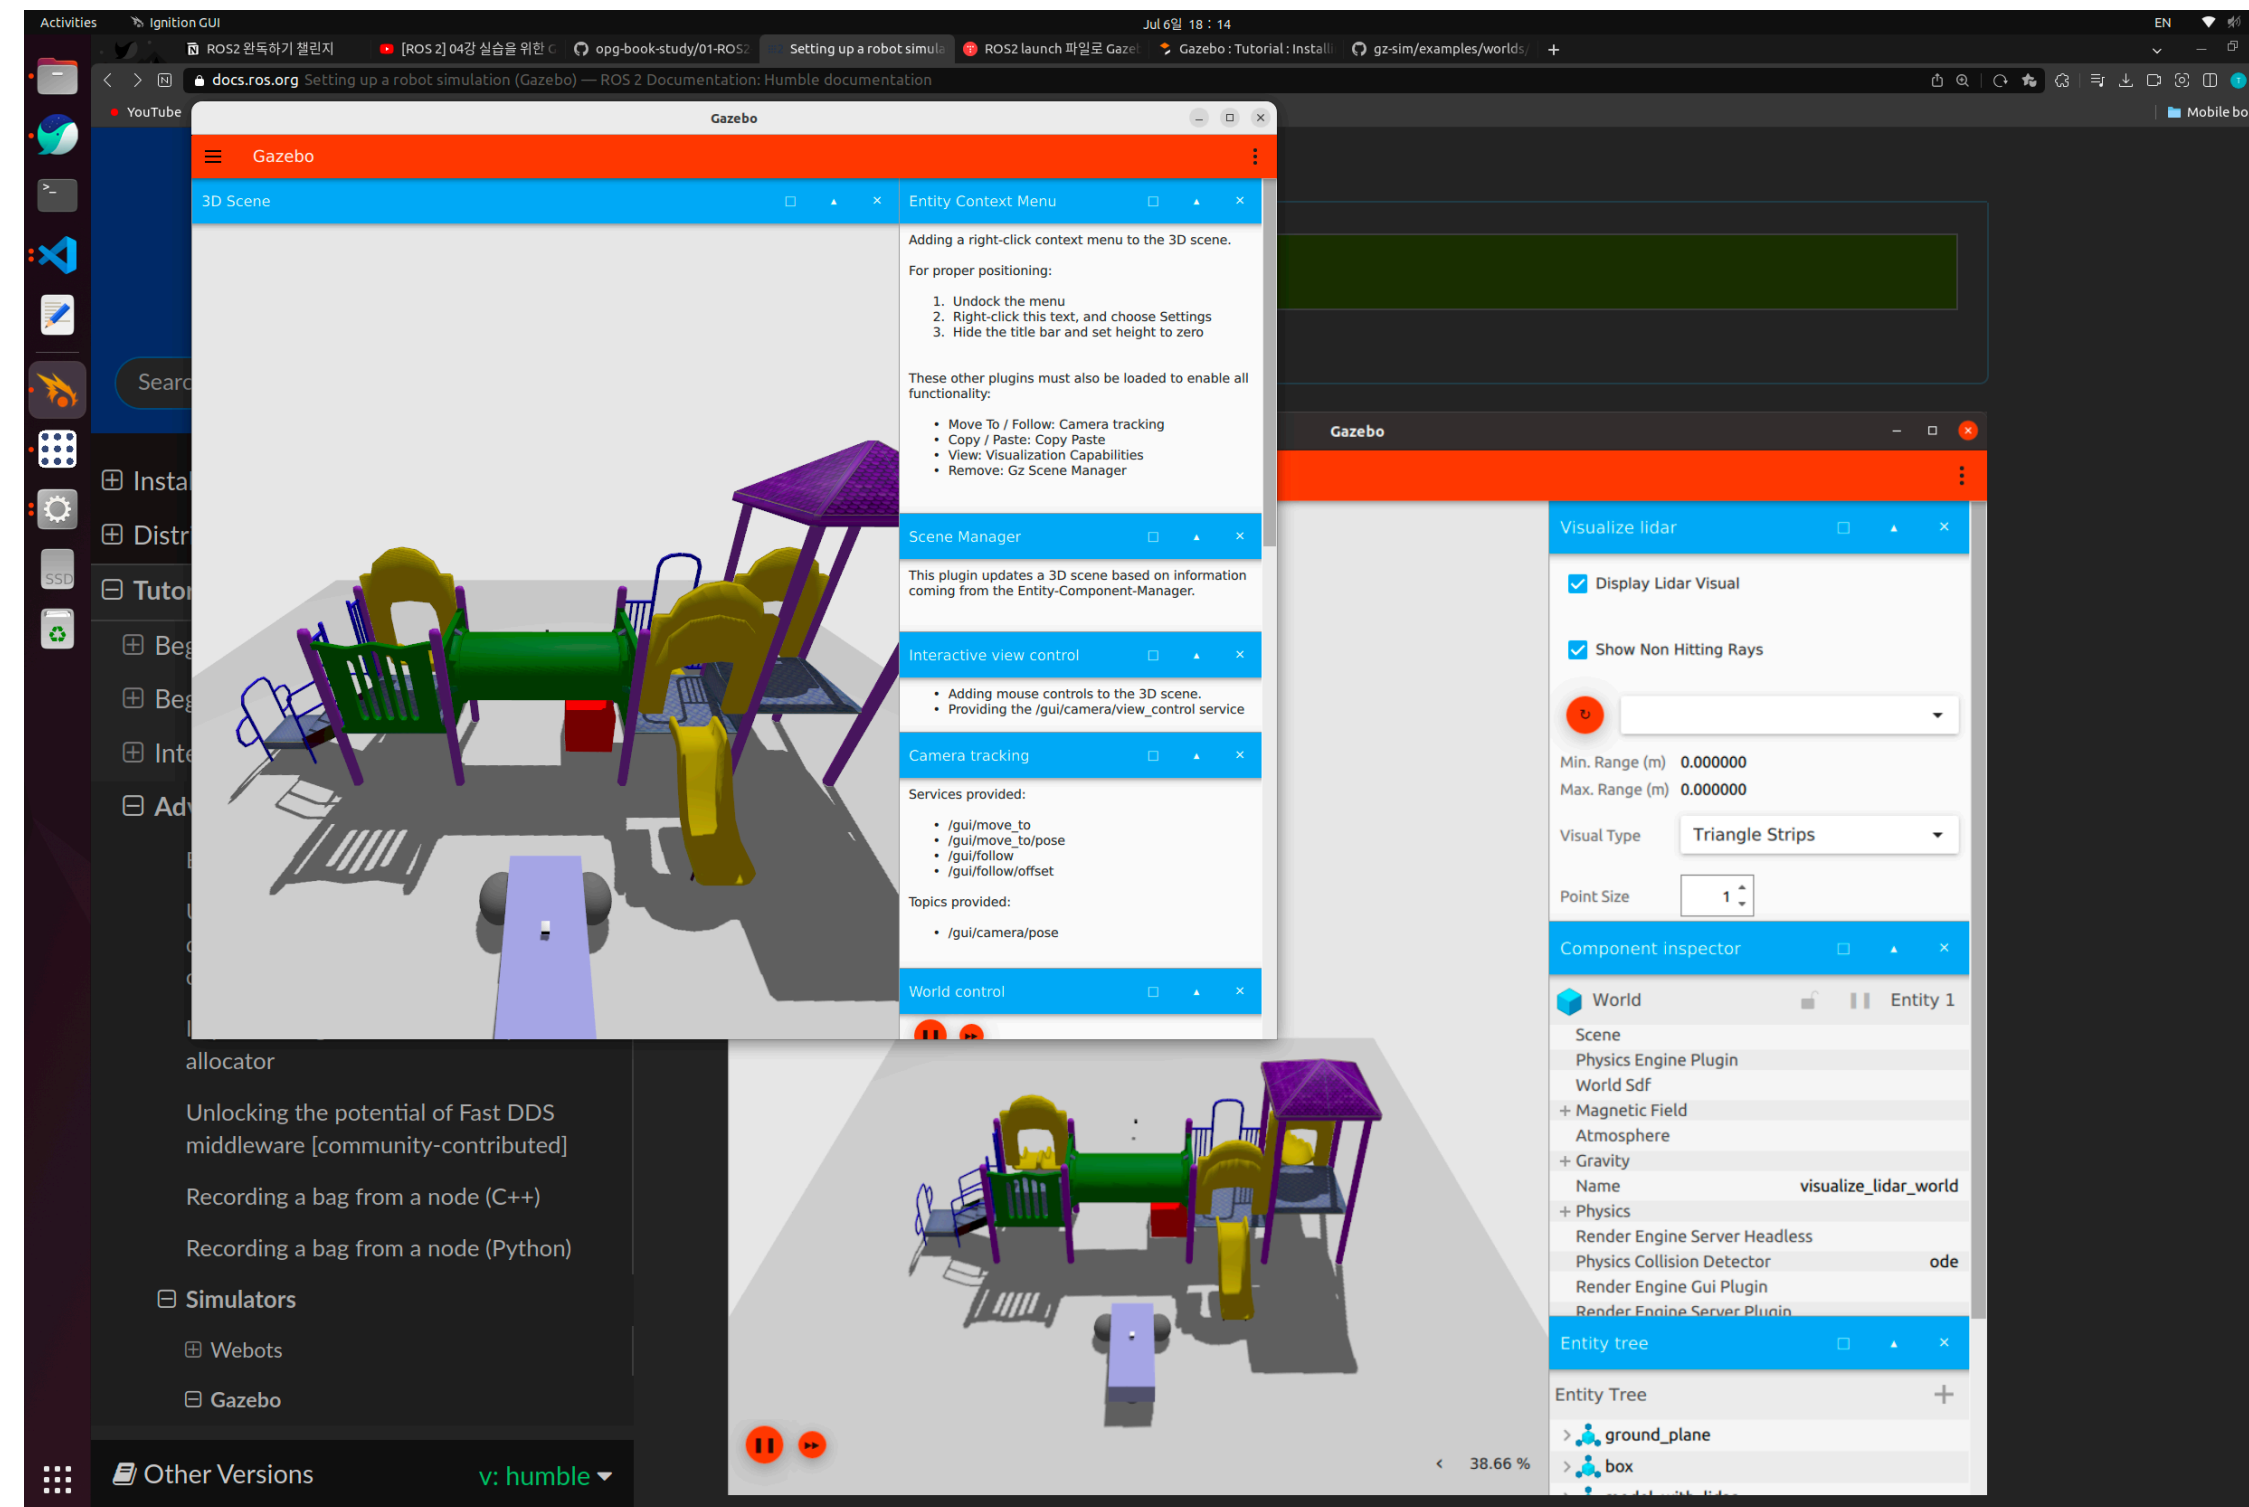 Activities
Ignition GUI
Jul 6일 18 : 14
EN
ROS2 완독하기 챌린지
[ROS 2] 04강 실습을 위한 G
opg-book-study/01-ROS2
Setting up a robot simula
ROS2 launch 파일로 Gazeb
Gazebo : Tutorial : Installi
gz-sim/examples/worlds/
docs.ros.org Setting up a robot simulation (Gazebo) — ROS 2 Documentation: Humble documentation
YouTube
Mobile bo
Gazebo
Gazebo
3D Scene
Entity Context Menu
Adding a right-click context menu to the 3D scene.
For proper positioning:
1. Undock the menu
2. Right-click this text, and choose Settings
3. Hide the title bar and set height to zero
These other plugins must also be loaded to enable all
functionality:
• Move To / Follow: Camera tracking
• Copy / Paste: Copy Paste
• View: Visualization Capabilities
• Remove: Gz Scene Manager
Scene Manager
This plugin updates a 3D scene based on information
coming from the Entity-Component-Manager.
Interactive view control
• Adding mouse controls to the 3D scene.
• Providing the /gui/camera/view_control service
Camera tracking
Services provided:
• /gui/move_to
• /gui/move_to/pose
• /gui/follow
• /gui/follow/offset
Topics provided:
• /gui/camera/pose
World control
Gazebo
Visualize lidar
Display Lidar Visual
Show Non Hitting Rays
Min. Range (m) 0.000000
Max. Range (m) 0.000000
Visual Type Triangle Strips
Point Size 1
Component inspector
World Entity 1
Scene
Physics Engine Plugin
World Sdf
+ Magnetic Field
Atmosphere
+ Gravity
Name visualize_lidar_world
+ Physics
Render Engine Server Headless
Physics Collision Detector ode
Render Engine Gui Plugin
Render Engine Server Plugin
Entity tree
Entity Tree
ground_plane
box
38.66 %
SSD
Searc
Instal
Distri
Tutor
Beg
Beg
Inte
Adv
allocator
Unlocking the potential of Fast DDS
middleware [community-contributed]
Recording a bag from a node (C++)
Recording a bag from a node (Python)
Simulators
Webots
Gazebo
Other Versions
v: humble